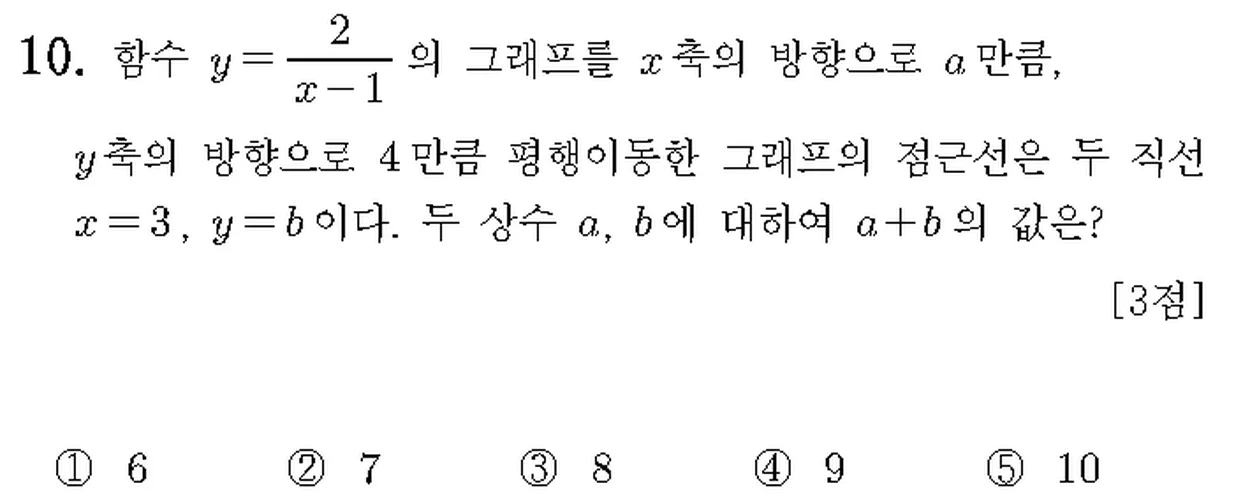 10. 함수 y = 2/(x-1) 의 그래프를 x축의 방향으로 a만큼,
y축의 방향으로 4만큼 평행이동한 그래프의 점근선은 두 직선
x=3, y=b이다. 두 상수 a, b에 대하여 a+b의 값은?
[3점]
① 6 ② 7 ③ 8 ④ 9 ⑤ 10